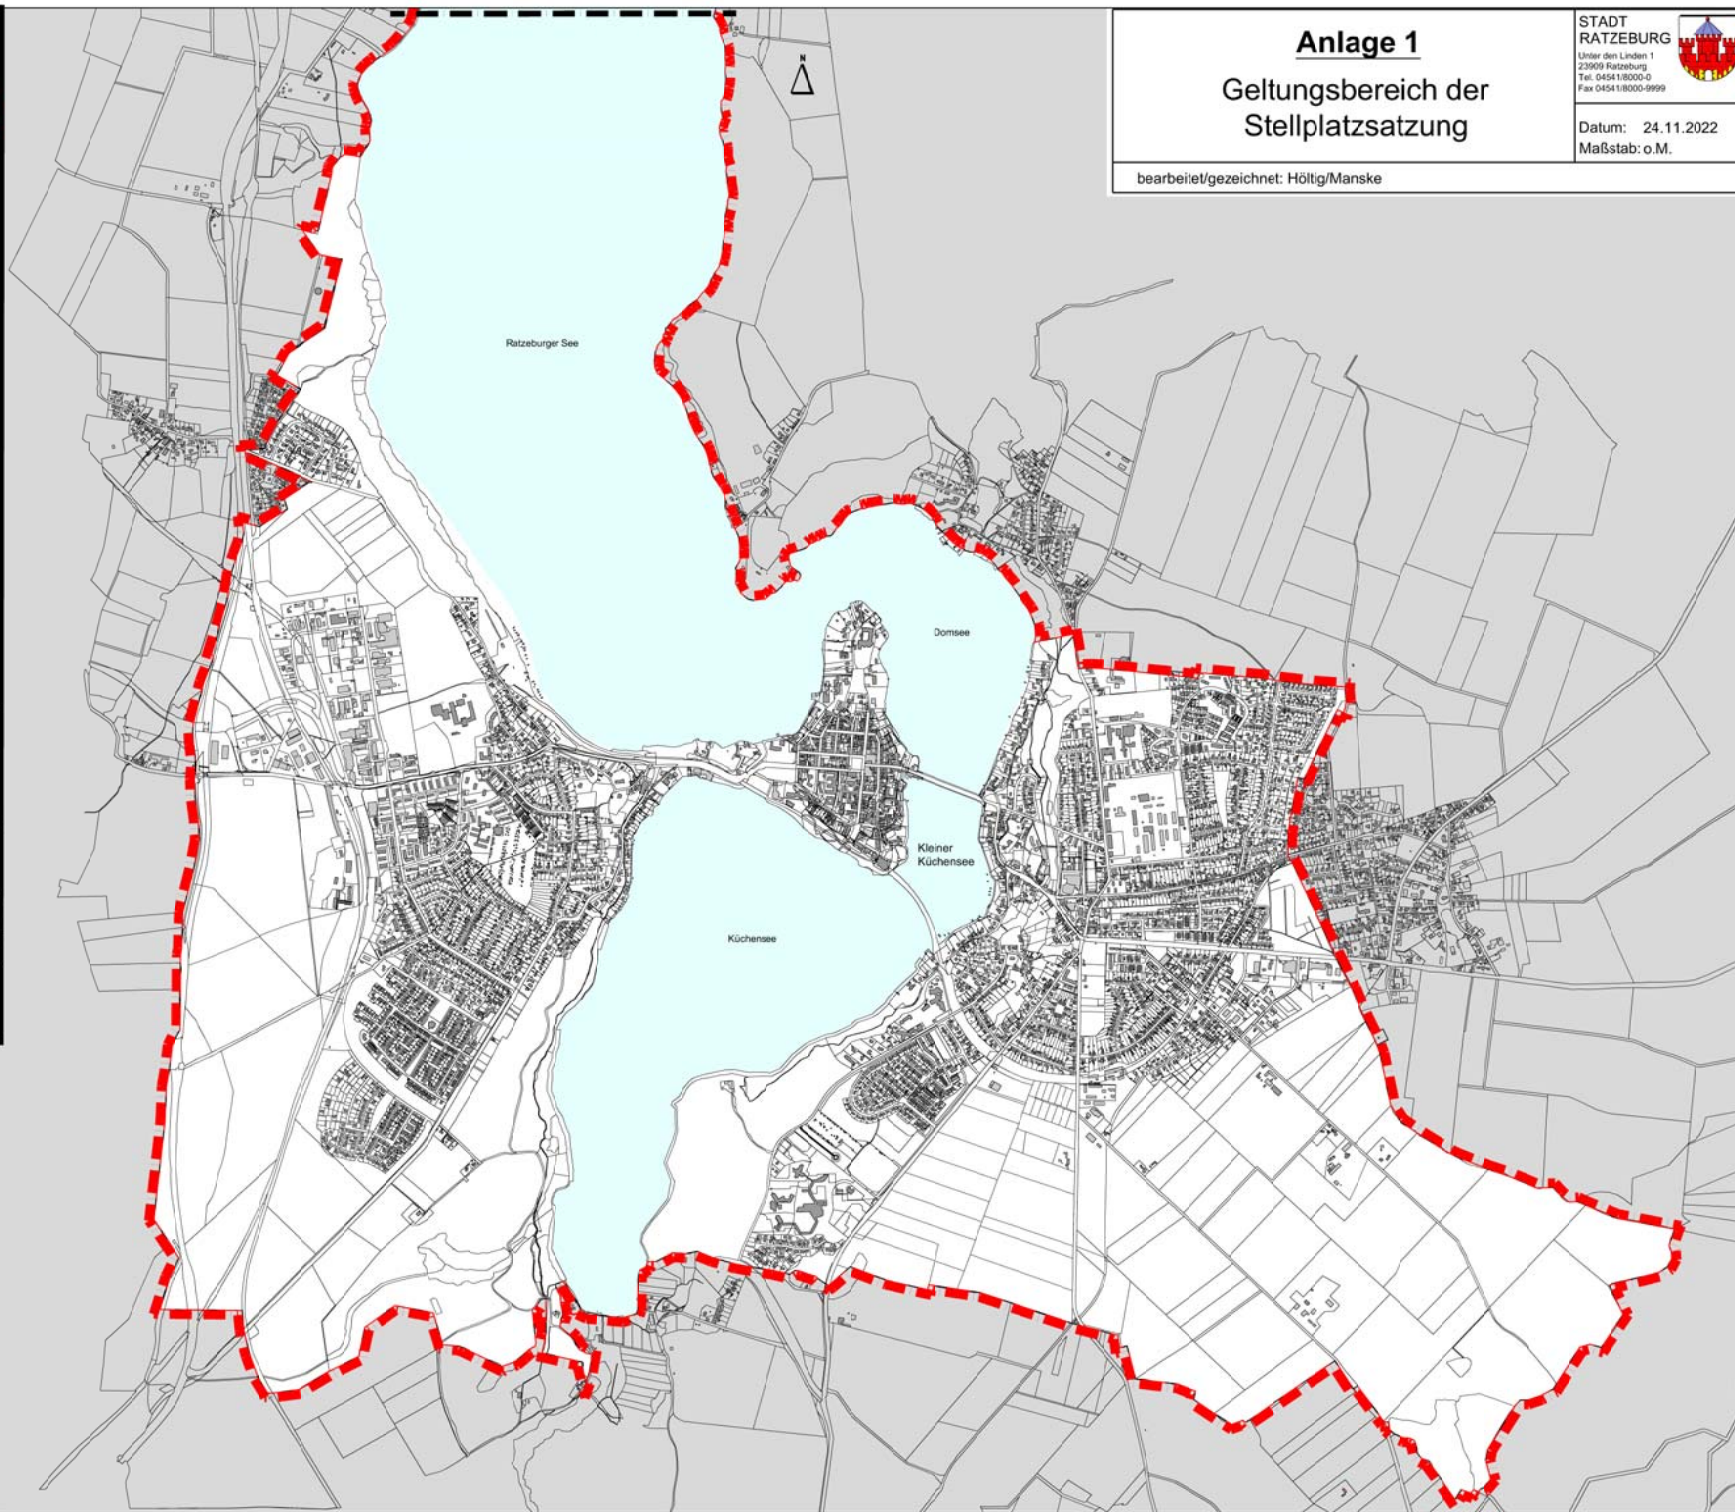 Anlage 1
Geltungsbereich der
Stellplatzsatzung
STADT
RATZEBURG
Unter den Linden 1
23909 Ratzeburg
Tel. 04541/8000-0
Fax 04541/8000-9999
Datum: 24.11.2022
Maßstab: o.M.
bearbeitet/gezeichnet: Höltig/Manske
N
Ratzeburger See
Domsee
Kleiner
Küchensee
Küchensee